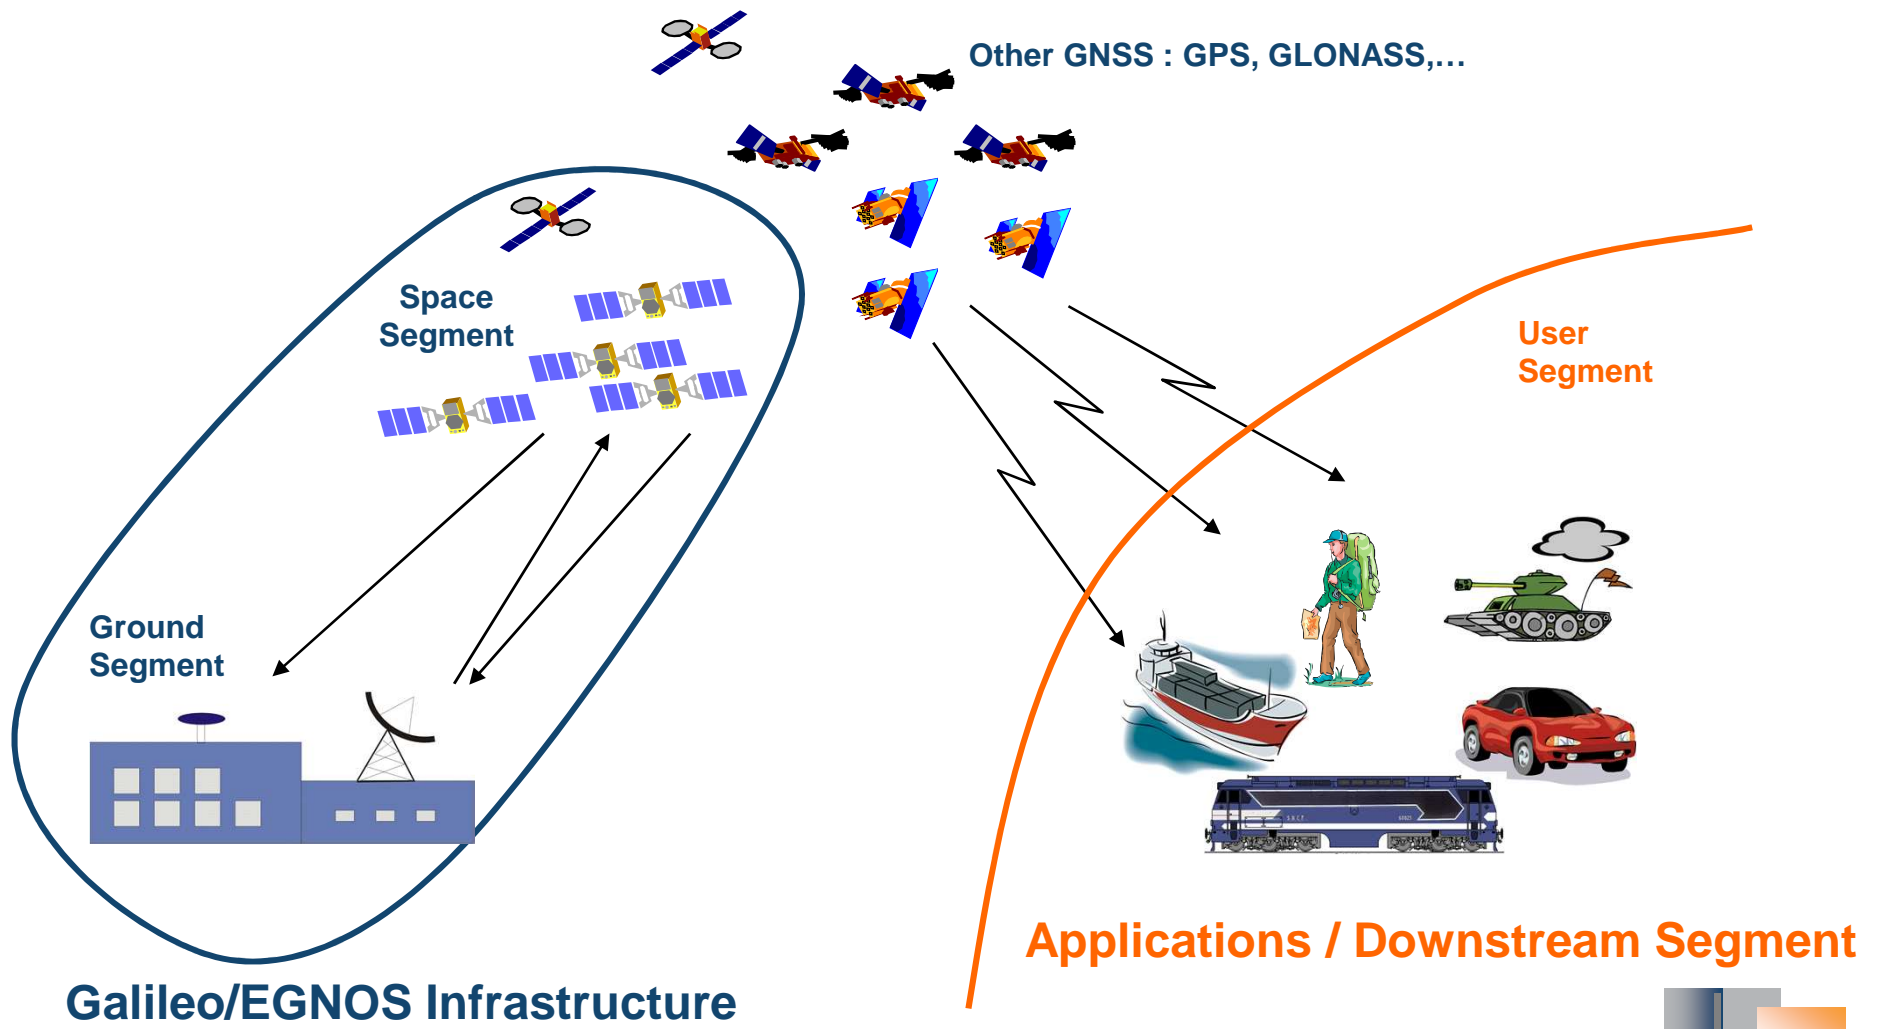 Other GNSS : GPS, GLONASS,…
Space
Segment
User
Segment
Ground
Segment
Applications / Downstream Segment
Galileo/EGNOS Infrastructure